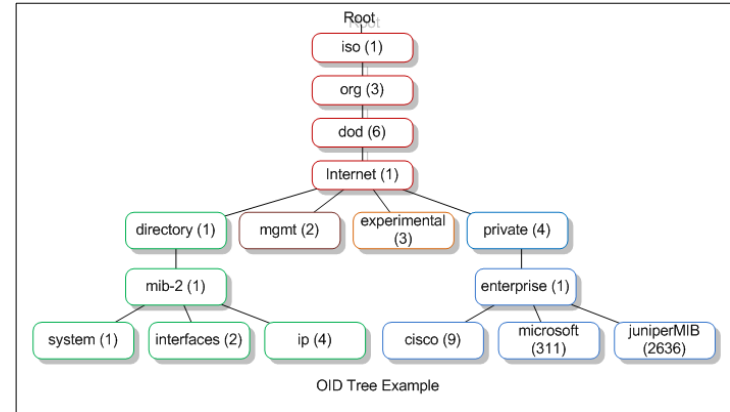 Root
iso (1)
org (3)
dod (6)
Internet (1)
directory (1)
mgmt (2)
experimental
(3)
private (4)
mib-2 (1)
enterprise (1)
system (1)
interfaces (2)
ip (4)
cisco (9)
microsoft
(311)
juniperMIB
(2636)
OID Tree Example